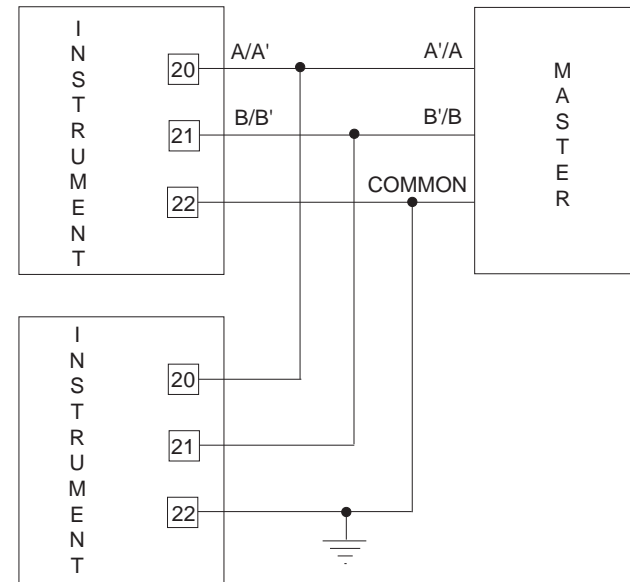 INSTRUMENT
20
A/A'
A'/A
21
B/B'
B'/B
22
COMMON
MASTER
INSTRUMENT
20
21
22